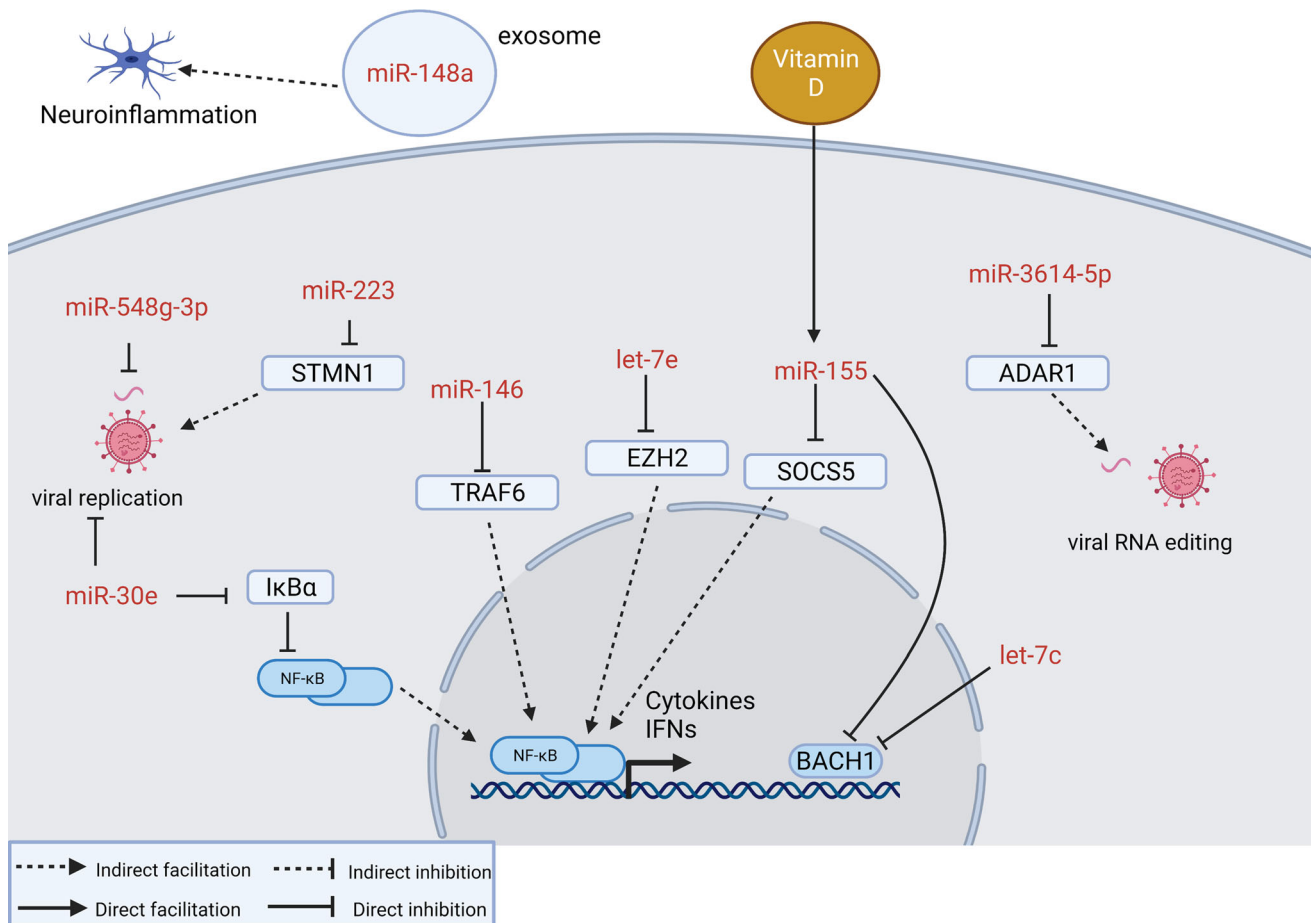 exosome
miR-148a
Neuroinflammation
Vitamin
D
miR-548g-3p
miR-223
STMN1
viral replication
miR-30e
IκBα
NF-κB
miR-146
TRAF6
let-7e
EZH2
miR-155
SOCS5
miR-3614-5p
ADAR1
viral RNA editing
let-7c
Cytokines
IFNs
NF-κB
BACH1
Indirect facilitation
Indirect inhibition
Direct facilitation
Direct inhibition